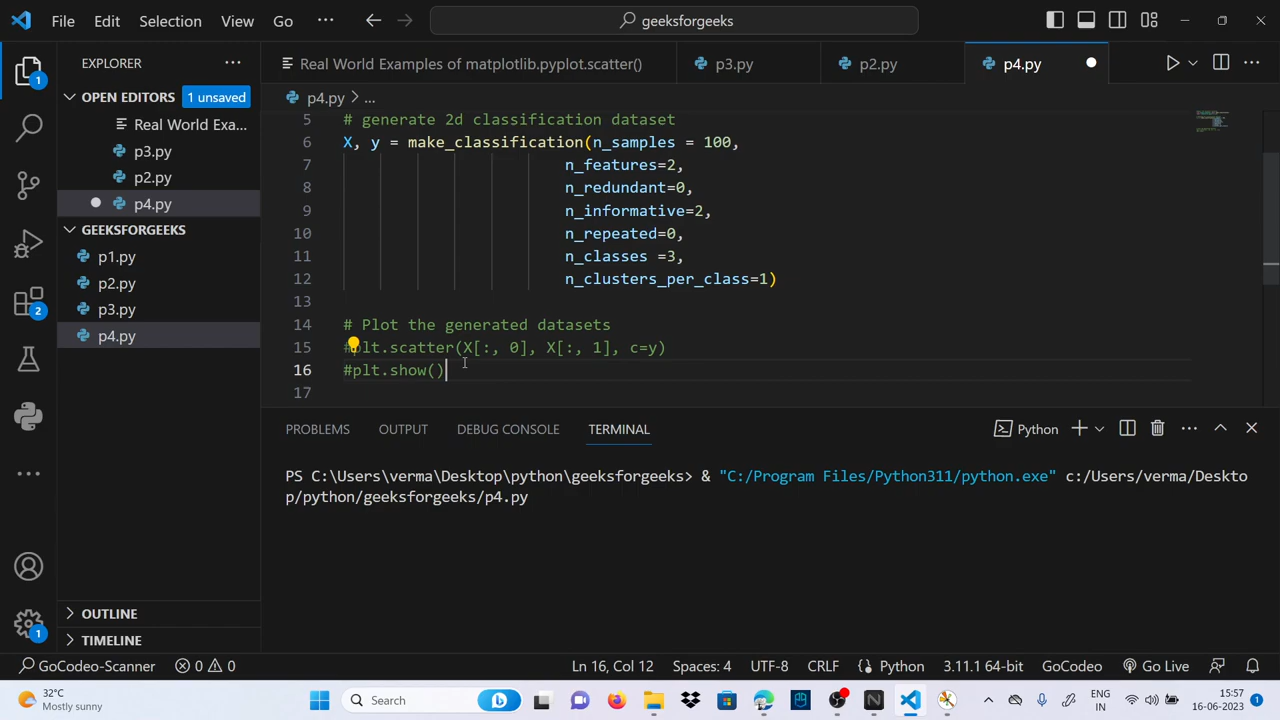 File Edit Selection View Go ··· geeksforgeeks
EXPLORER ···
Real World Examples of matplotlib.pyplot.scatter() p3.py p2.py p4.py
OPEN EDITORS 1 unsaved
Real World Exa...
p3.py
p2.py
p4.py
GEEKSFORGEEKS
p1.py
p2.py
p3.py
p4.py
OUTLINE
TIMELINE
1
2
1
p4.py > ...
5 # generate 2d classification dataset
6 X, y = make_classification(n_samples = 100,
7 n_features=2,
8 n_redundant=0,
9 n_informative=2,
10 n_repeated=0,
11 n_classes =3,
12 n_clusters_per_class=1)
13
14 # Plot the generated datasets
15 #plt.scatter(X[:, 0], X[:, 1], c=y)
16 #plt.show()
17
PROBLEMS OUTPUT DEBUG CONSOLE TERMINAL Python
PS C:\Users\verma\Desktop\python\geeksforgeeks> & "C:/Program Files/Python311/python.exe" c:/Users/verma/Deskto
p/python/geeksforgeeks/p4.py
GoCodeo-Scanner 0 0 Ln 16, Col 12 Spaces: 4 UTF-8 CRLF Python 3.11.1 64-bit GoCodeo Go Live
32°C
Mostly sunny
Search
ENG
IN
15:57
16-06-2023
1